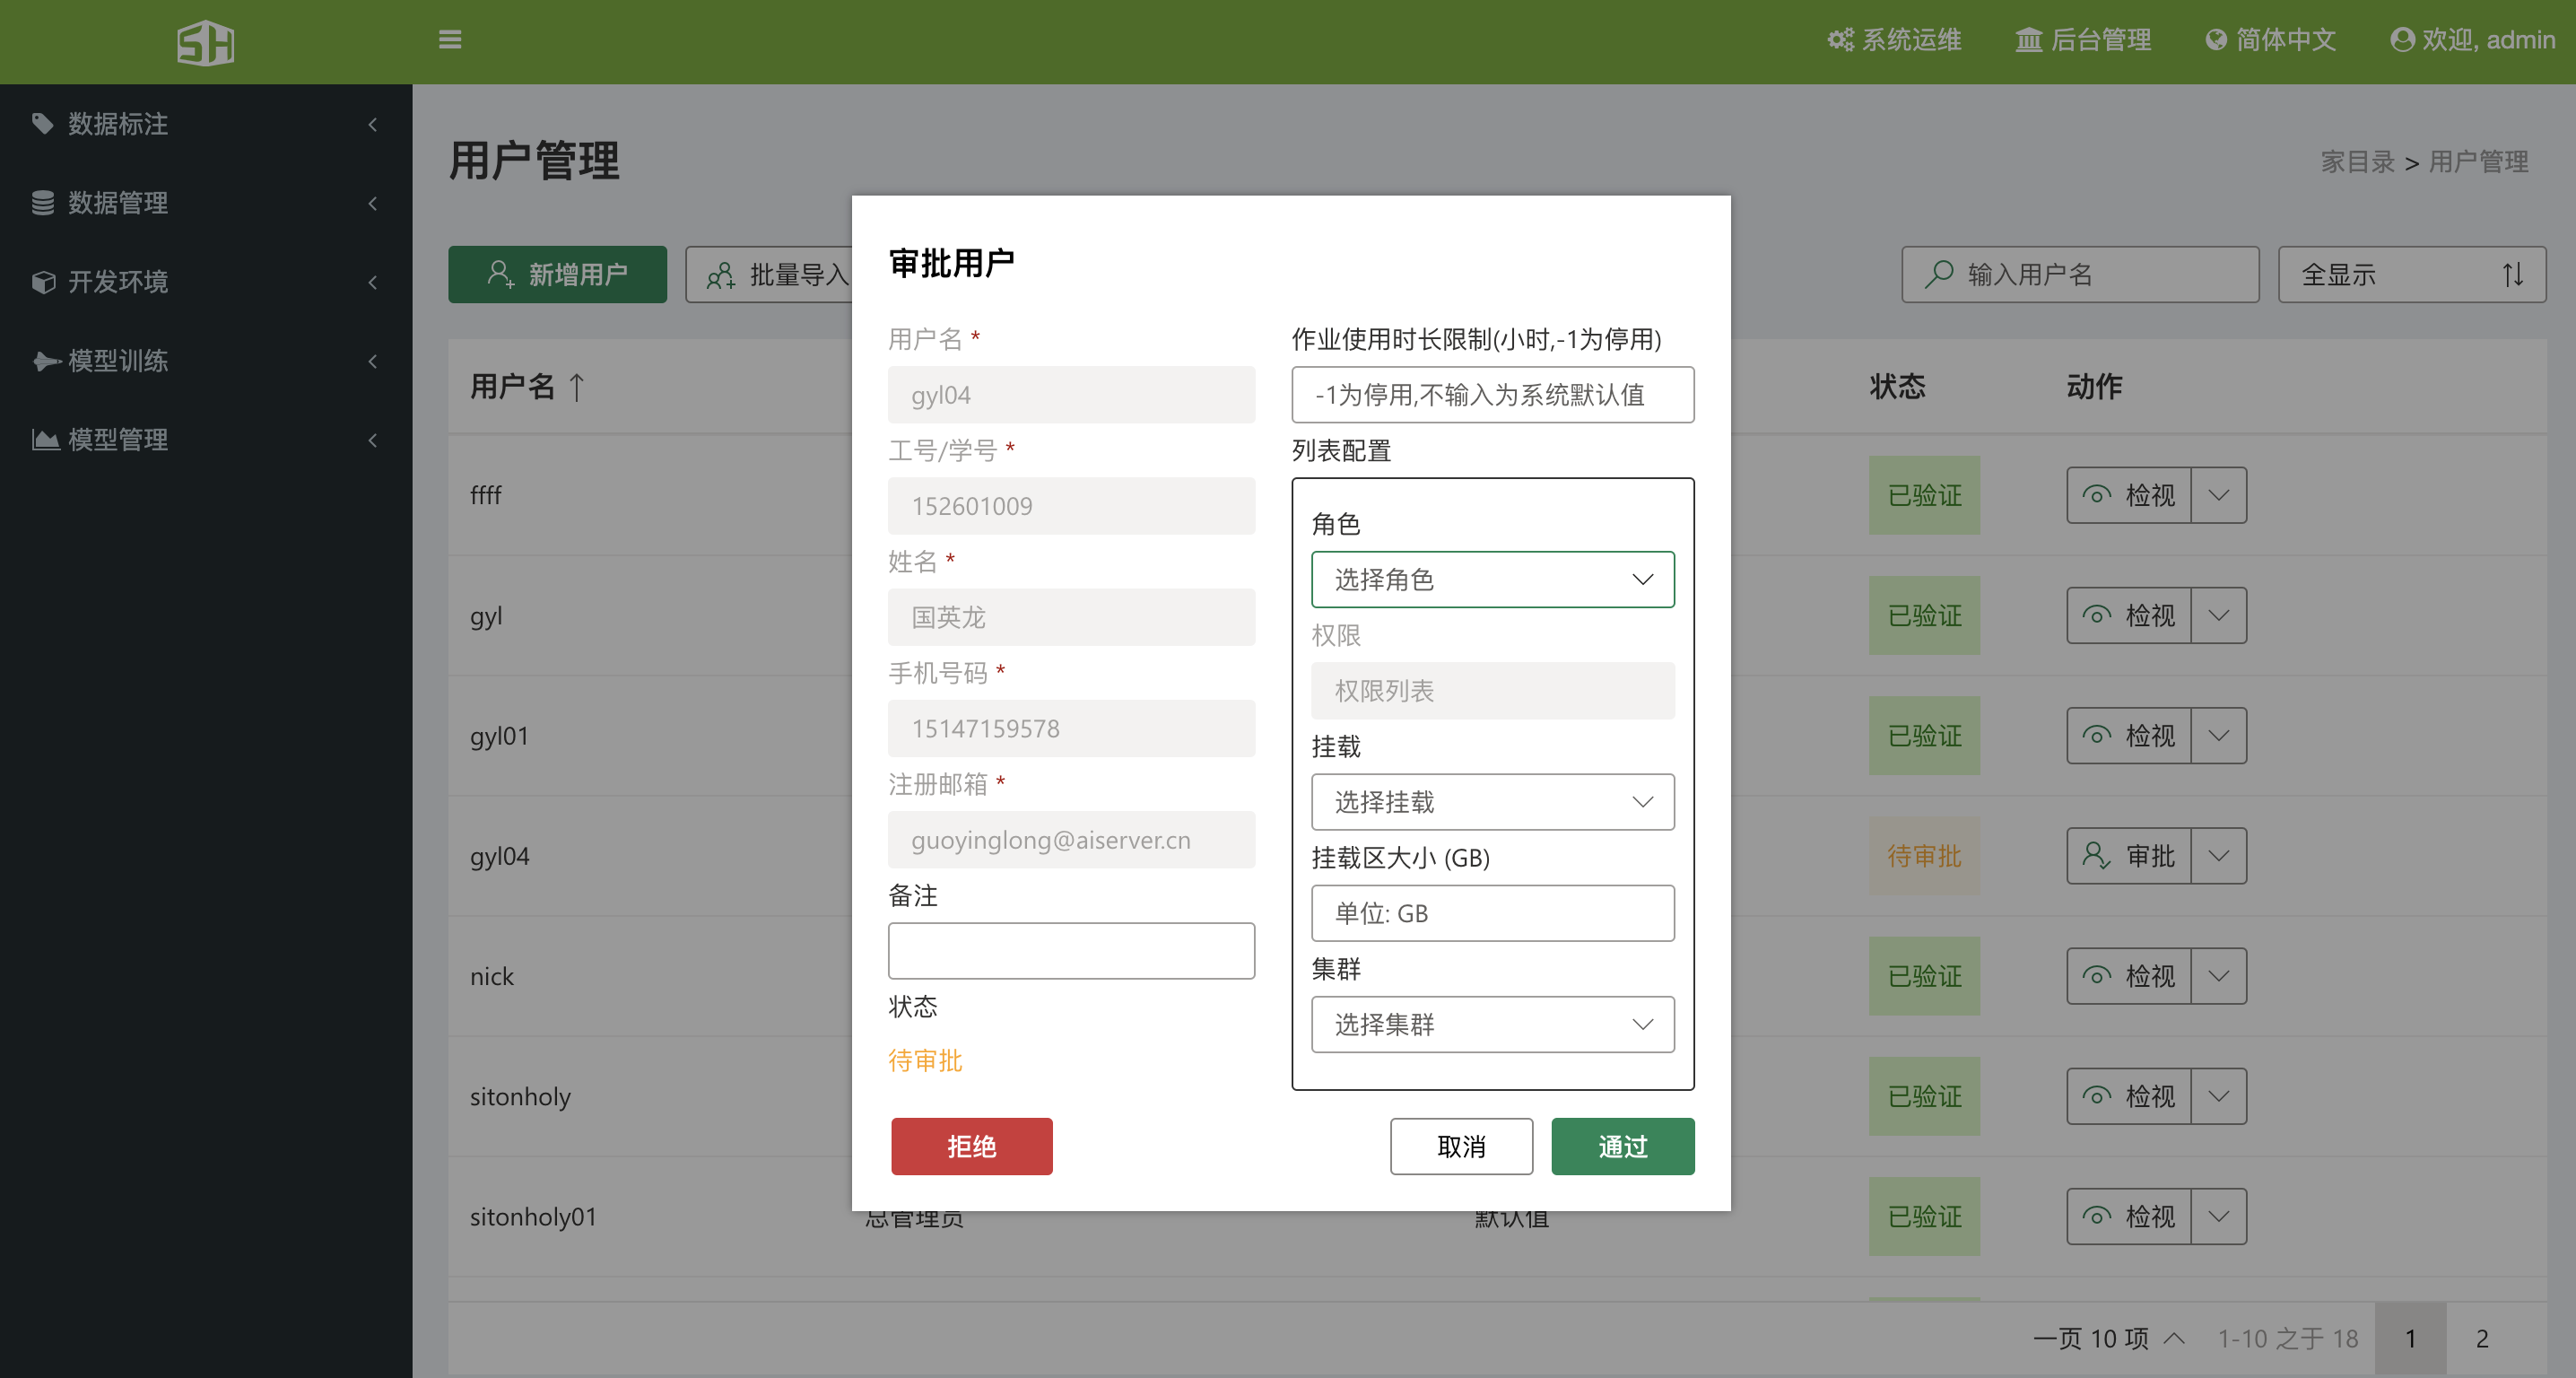 SH
系统运维
后台管理
简体中文
欢迎, admin
数据标注
数据管理
开发环境
模型训练
模型管理
用户管理
家目录 > 用户管理
新增用户
批量导入
输入用户名
全显示
用户名 ↑
状态
动作
ffff
已验证
检视
gyl
已验证
检视
gyl01
已验证
检视
gyl04
待审批
审批
nick
已验证
检视
sitonholy
已验证
检视
sitonholy01
总管理员
默认值
已验证
检视
一页 10 项
1-10 之于 18
1
2
审批用户
用户名 *
gyl04
工号/学号 *
152601009
姓名 *
国英龙
手机号码 *
15147159578
注册邮箱 *
guoyinglong@aiserver.cn
备注
状态
待审批
作业使用时长限制(小时,-1为停用)
-1为停用,不输入为系统默认值
列表配置
角色
选择角色
权限
权限列表
挂载
选择挂载
挂载区大小 (GB)
单位: GB
集群
选择集群
拒绝
取消
通过